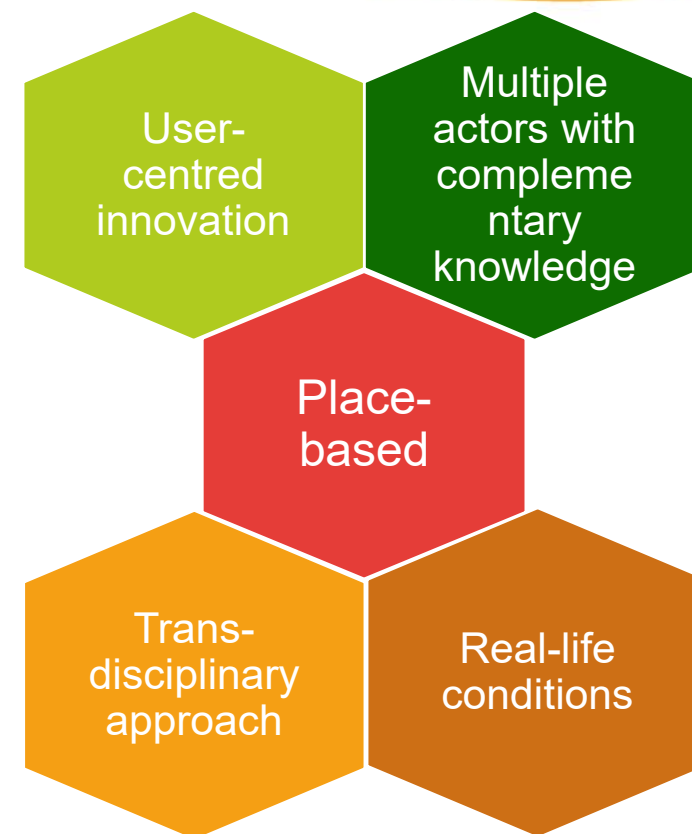 User-
centred
innovation
Multiple
actors with
compleme
ntary
knowledge
Place-
based
Trans-
disciplinary
approach
Real-life
conditions